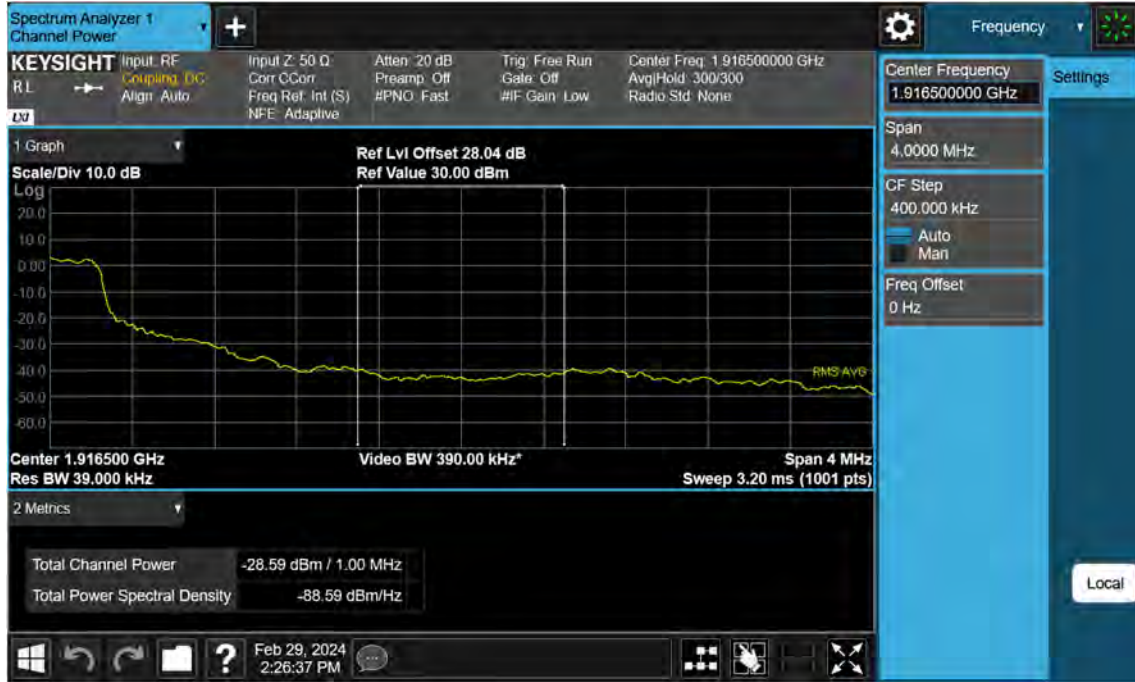 Spectrum Analyzer 1
Channel Power
+
Frequency
KEYSIGHT
RL
LXI
Input: RF
Coupling: DC
Align: Auto
Input Z: 50 Ω
Corr CCorr
Freq Ref: Int (S)
NFE: Adaptive
Atten: 20 dB
Preamp: Off
#PNO: Fast
Trig: Free Run
Gate: Off
#IF Gain: Low
Center Freq: 1.916500000 GHz
Avg|Hold: 300/300
Radio Std: None
Center Frequency
1.916500000 GHz
Settings
Span
4.0000 MHz
CF Step
400.000 kHz
Auto
Man
Freq Offset
0 Hz
Local
1 Graph
Scale/Div 10.0 dB
Ref Lvl Offset 28.04 dB
Ref Value 30.00 dBm
Log
20.0
10.0
0.00
-10.0
-20.0
-30.0
-40.0
-50.0
-60.0
RMS AVG
Center 1.916500 GHz
Res BW 39.000 kHz
Video BW 390.00 kHz*
Span 4 MHz
Sweep 3.20 ms (1001 pts)
2 Metrics
Total Channel Power -28.59 dBm / 1.00 MHz
Total Power Spectral Density -88.59 dBm/Hz
?
Feb 29, 2024
2:26:37 PM